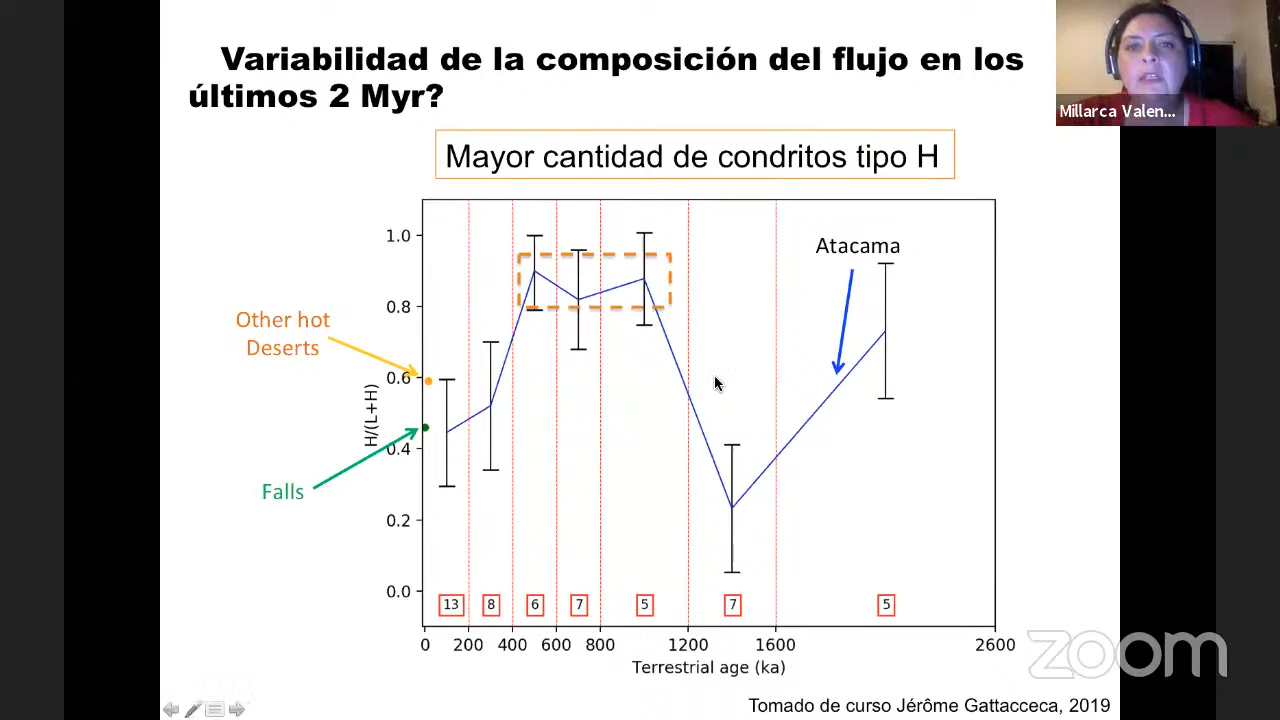 Variabilidad de la composición del flujo en los
últimos 2 Myr?
Millarca Valen...
Mayor cantidad de condritos tipo H
Atacama
Other hot
Deserts
Falls
H/(L+H)
1.0
0.8
0.6
0.4
0.2
0.0
13 8 6 7 5 7 5
0 200 400 600 800 1200 1600 2600
Terrestrial age (ka)
zoom
Tomado de curso Jérôme Gattacceca, 2019